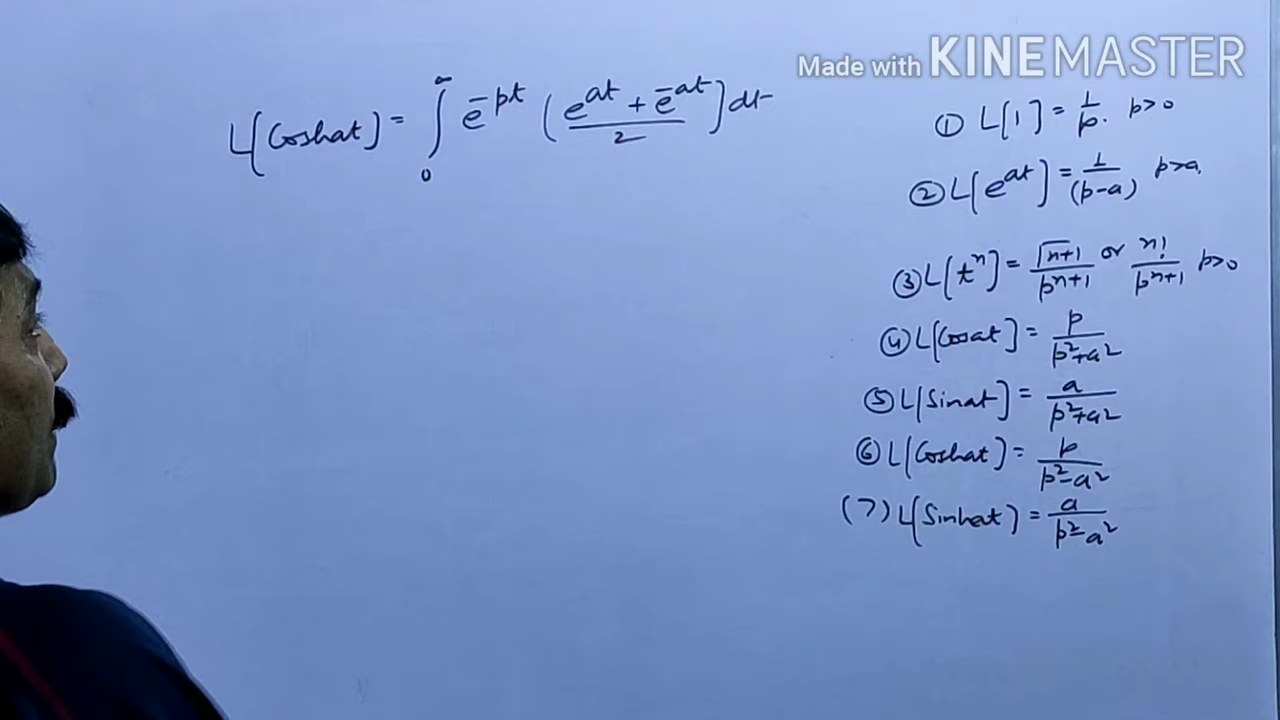 Made with KINEMASTER
L[Coshat] = ∫₀^∞ e^-pt (e^at + e^-at / 2) dt
① L[1] = 1/p. p>0
② L[e^at] = 1/(p-a) p>a.
③ L[t^n] = √n+1 / p^n+1 or n! / p^n+1 p>0
④ L[Cosat] = p / p²+a²
⑤ L[Sinat] = a / p²+a²
⑥ L[Coshat] = p / p²-a²
(7) L[Sinhat] = a / p²-a²